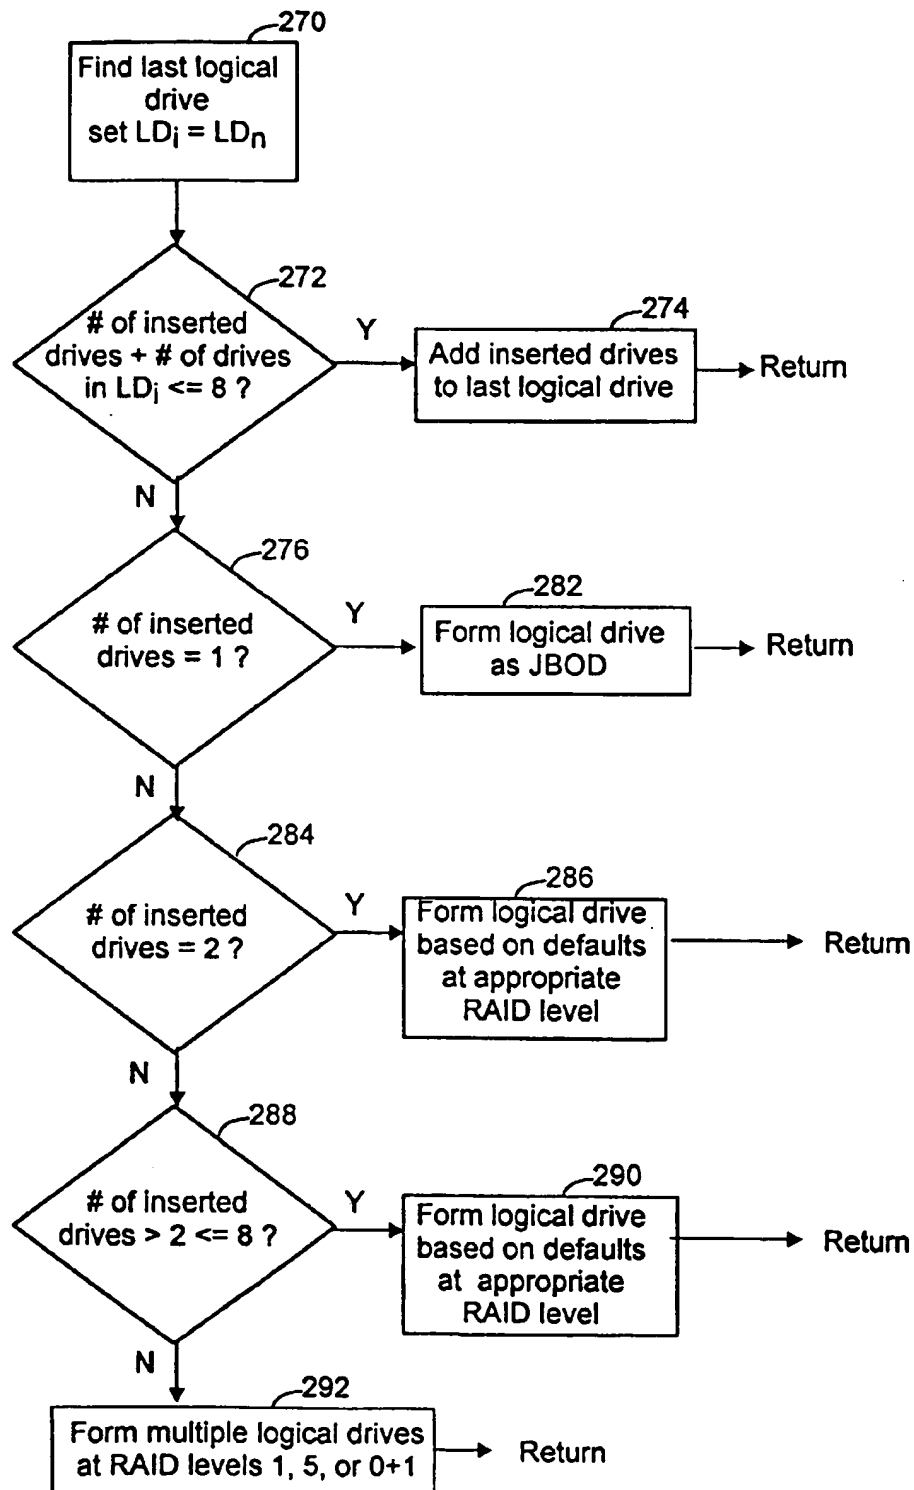 270
Find last logical
drive
set LDi = LDn
272
# of inserted
drives + # of drives
in LDi <= 8 ?
Y
274
Add inserted drives
to last logical drive
Return
N
276
# of inserted
drives = 1 ?
Y
282
Form logical drive
as JBOD
Return
N
284
# of inserted
drives = 2 ?
Y
286
Form logical drive
based on defaults
at appropriate
RAID level
Return
N
288
# of inserted
drives > 2 <= 8 ?
Y
290
Form logical drive
based on defaults
at appropriate
RAID level
Return
N
292
Form multiple logical drives
at RAID levels 1, 5, or 0+1
Return